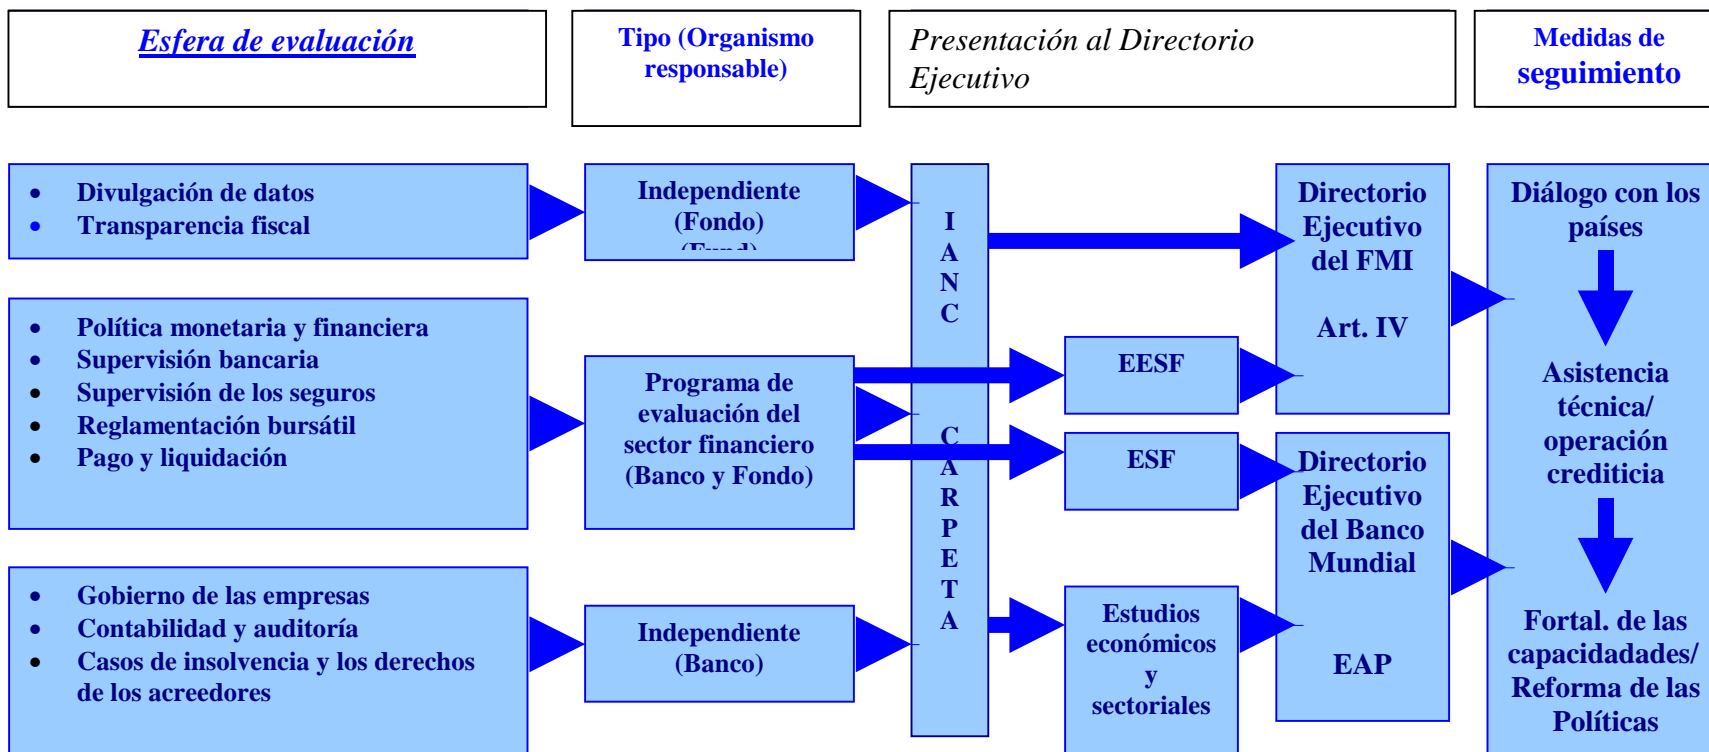 Esfera de evaluación
Tipo (Organismo
responsable)
Presentación al Directorio
Ejecutivo
Medidas de
seguimiento
• Divulgación de datos
• Transparencia fiscal
Independiente
(Fondo)
(Fund)
I
A
N
C
C
A
R
P
E
T
A
Directorio
Ejecutivo
del FMI
Art. IV
Diálogo con los
países
Asistencia
técnica/
operación
crediticia
Fortal. de las
capacidadades/
Reforma de las
Políticas
• Política monetaria y financiera
• Supervisión bancaria
• Supervisión de los seguros
• Reglamentación bursátil
• Pago y liquidación
Programa de
evaluación del
sector financiero
(Banco y Fondo)
EESF
ESF
Directorio
Ejecutivo
del Banco
Mundial
EAP
• Gobierno de las empresas
• Contabilidad y auditoría
• Casos de insolvencia y los derechos
de los acreedores
Independiente
(Banco)
Estudios
económicos
y
sectoriales